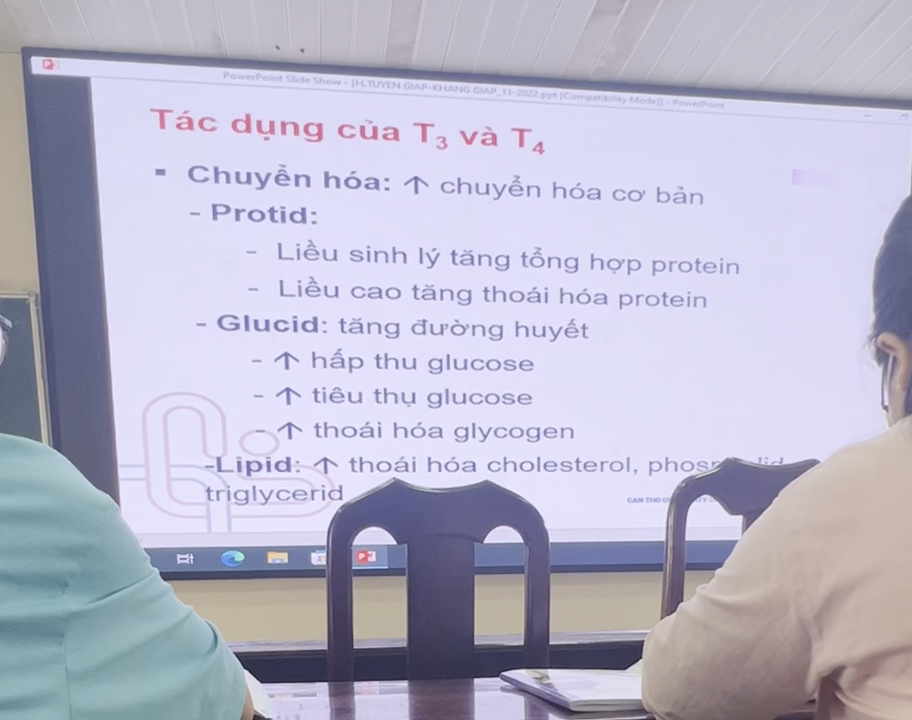 PowerPoint Slide Show - [H.TUYEN GIAP-KHANG GIAP_11-2022.ppt [Compatibility Mode]] - PowerPoint
Tác dụng của T3 và T4
▪ Chuyển hóa: ↑ chuyển hóa cơ bản
- Protid:
- Liều sinh lý tăng tổng hợp protein
- Liều cao tăng thoái hóa protein
- Glucid: tăng đường huyết
- ↑ hấp thu glucose
- ↑ tiêu thụ glucose
- ↑ thoái hóa glycogen
-Lipid: ↑ thoái hóa cholesterol,
triglycerid
CAN THO